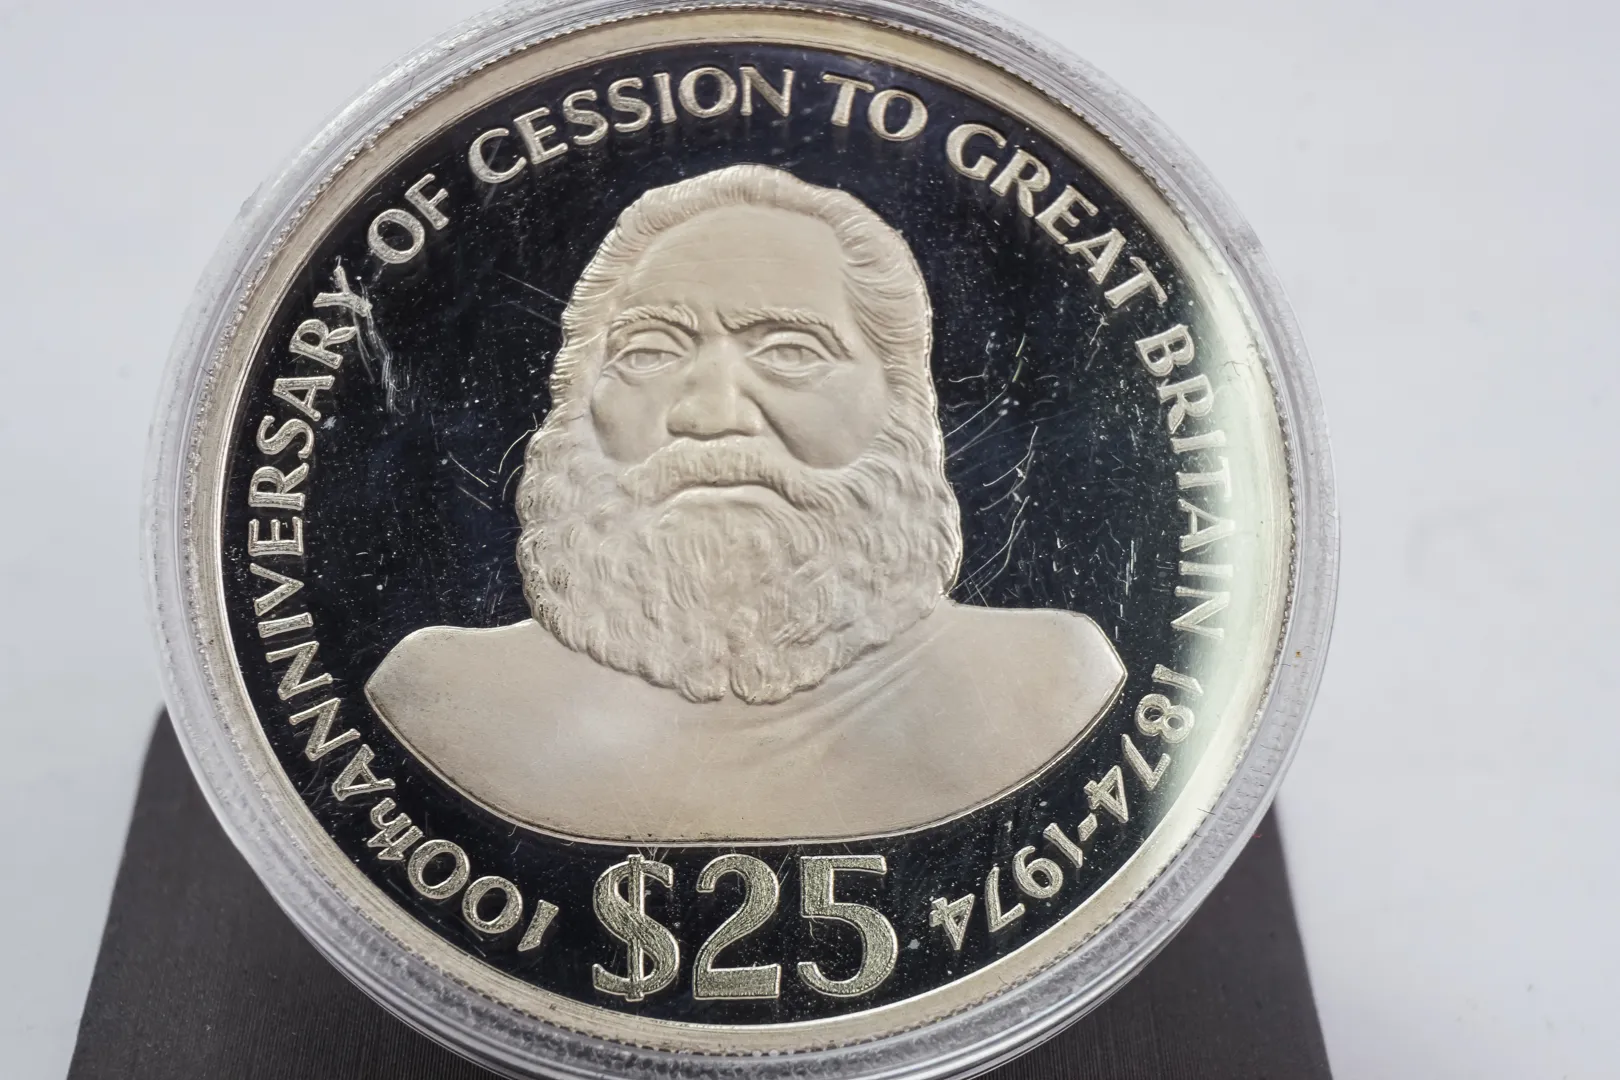 100th ANNIVERSARY OF CESSION TO GREAT BRITAIN 1874-1974
$25